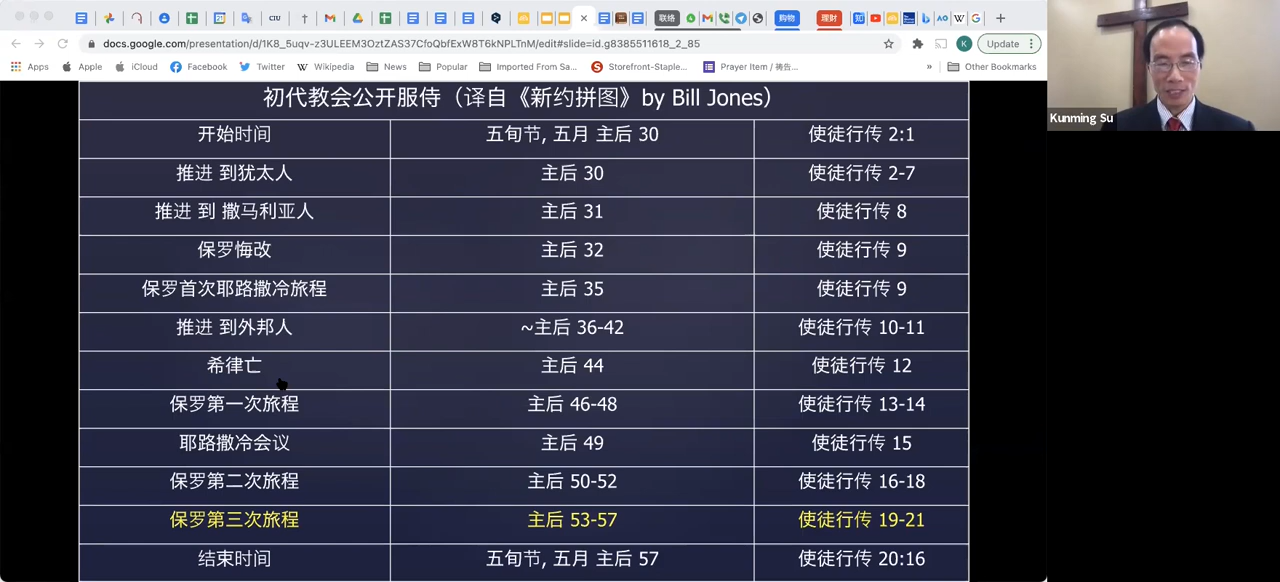 CIU
联络
购物
理财
docs.google.com/presentation/d/1K8_5uqv-z3ULEEM3OztZAS37CfoQbfExW8T6kNPLTnM/edit#slide=id.g8385511618_2_85
K
Update
Apps
Apple
iCloud
Facebook
Twitter
Wikipedia
News
Popular
Imported From Sa...
Storefront-Staple...
Prayer Item / 祷告...
»
Other Bookmarks
Kunming Su
初代教会公开服侍（译自《新约拼图》by Bill Jones）
开始时间 五旬节, 五月 主后 30 使徒行传 2:1
推进 到犹太人 主后 30 使徒行传 2-7
推进 到 撒马利亚人 主后 31 使徒行传 8
保罗悔改 主后 32 使徒行传 9
保罗首次耶路撒冷旅程 主后 35 使徒行传 9
推进 到外邦人 ~主后 36-42 使徒行传 10-11
希律亡 主后 44 使徒行传 12
保罗第一次旅程 主后 46-48 使徒行传 13-14
耶路撒冷会议 主后 49 使徒行传 15
保罗第二次旅程 主后 50-52 使徒行传 16-18
保罗第三次旅程 主后 53-57 使徒行传 19-21
结束时间 五旬节, 五月 主后 57 使徒行传 20:16